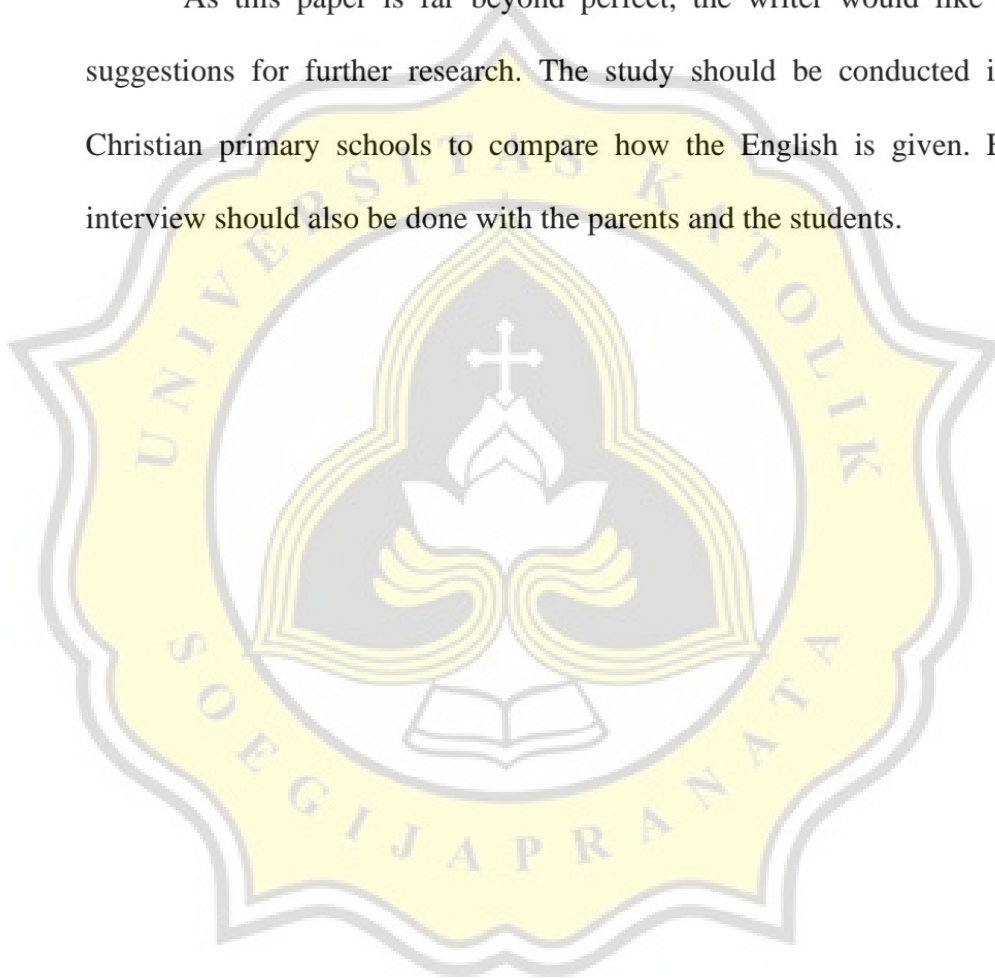 As this paper is far beyond perfect, the writer would like
suggestions for further research. The study should be conducted i
Christian primary schools to compare how the English is given.
interview should also be done with the parents and the students.
UNIVERSITAS KATOLIK
SOEGIJAPRANATA